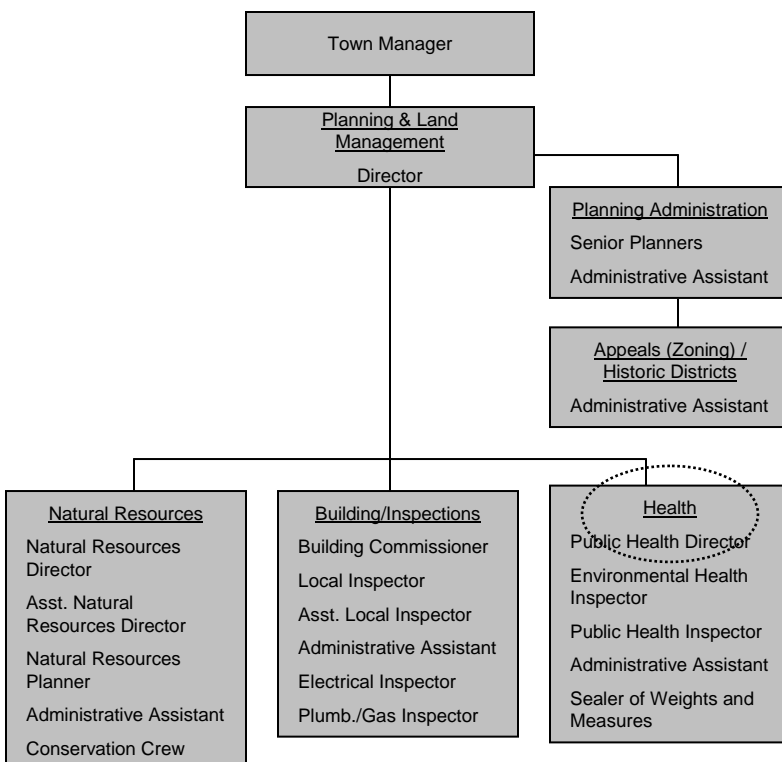 Town Manager
Planning & Land
Management
Director
Planning Administration
Senior Planners
Administrative Assistant
Appeals (Zoning) /
Historic Districts
Administrative Assistant
Natural Resources
Natural Resources
Director
Asst. Natural
Resources Director
Natural Resources
Planner
Administrative Assistant
Conservation Crew
Building/Inspections
Building Commissioner
Local Inspector
Asst. Local Inspector
Administrative Assistant
Electrical Inspector
Plumb./Gas Inspector
Health
Public Health Director
Environmental Health
Inspector
Public Health Inspector
Administrative Assistant
Sealer of Weights and
Measures